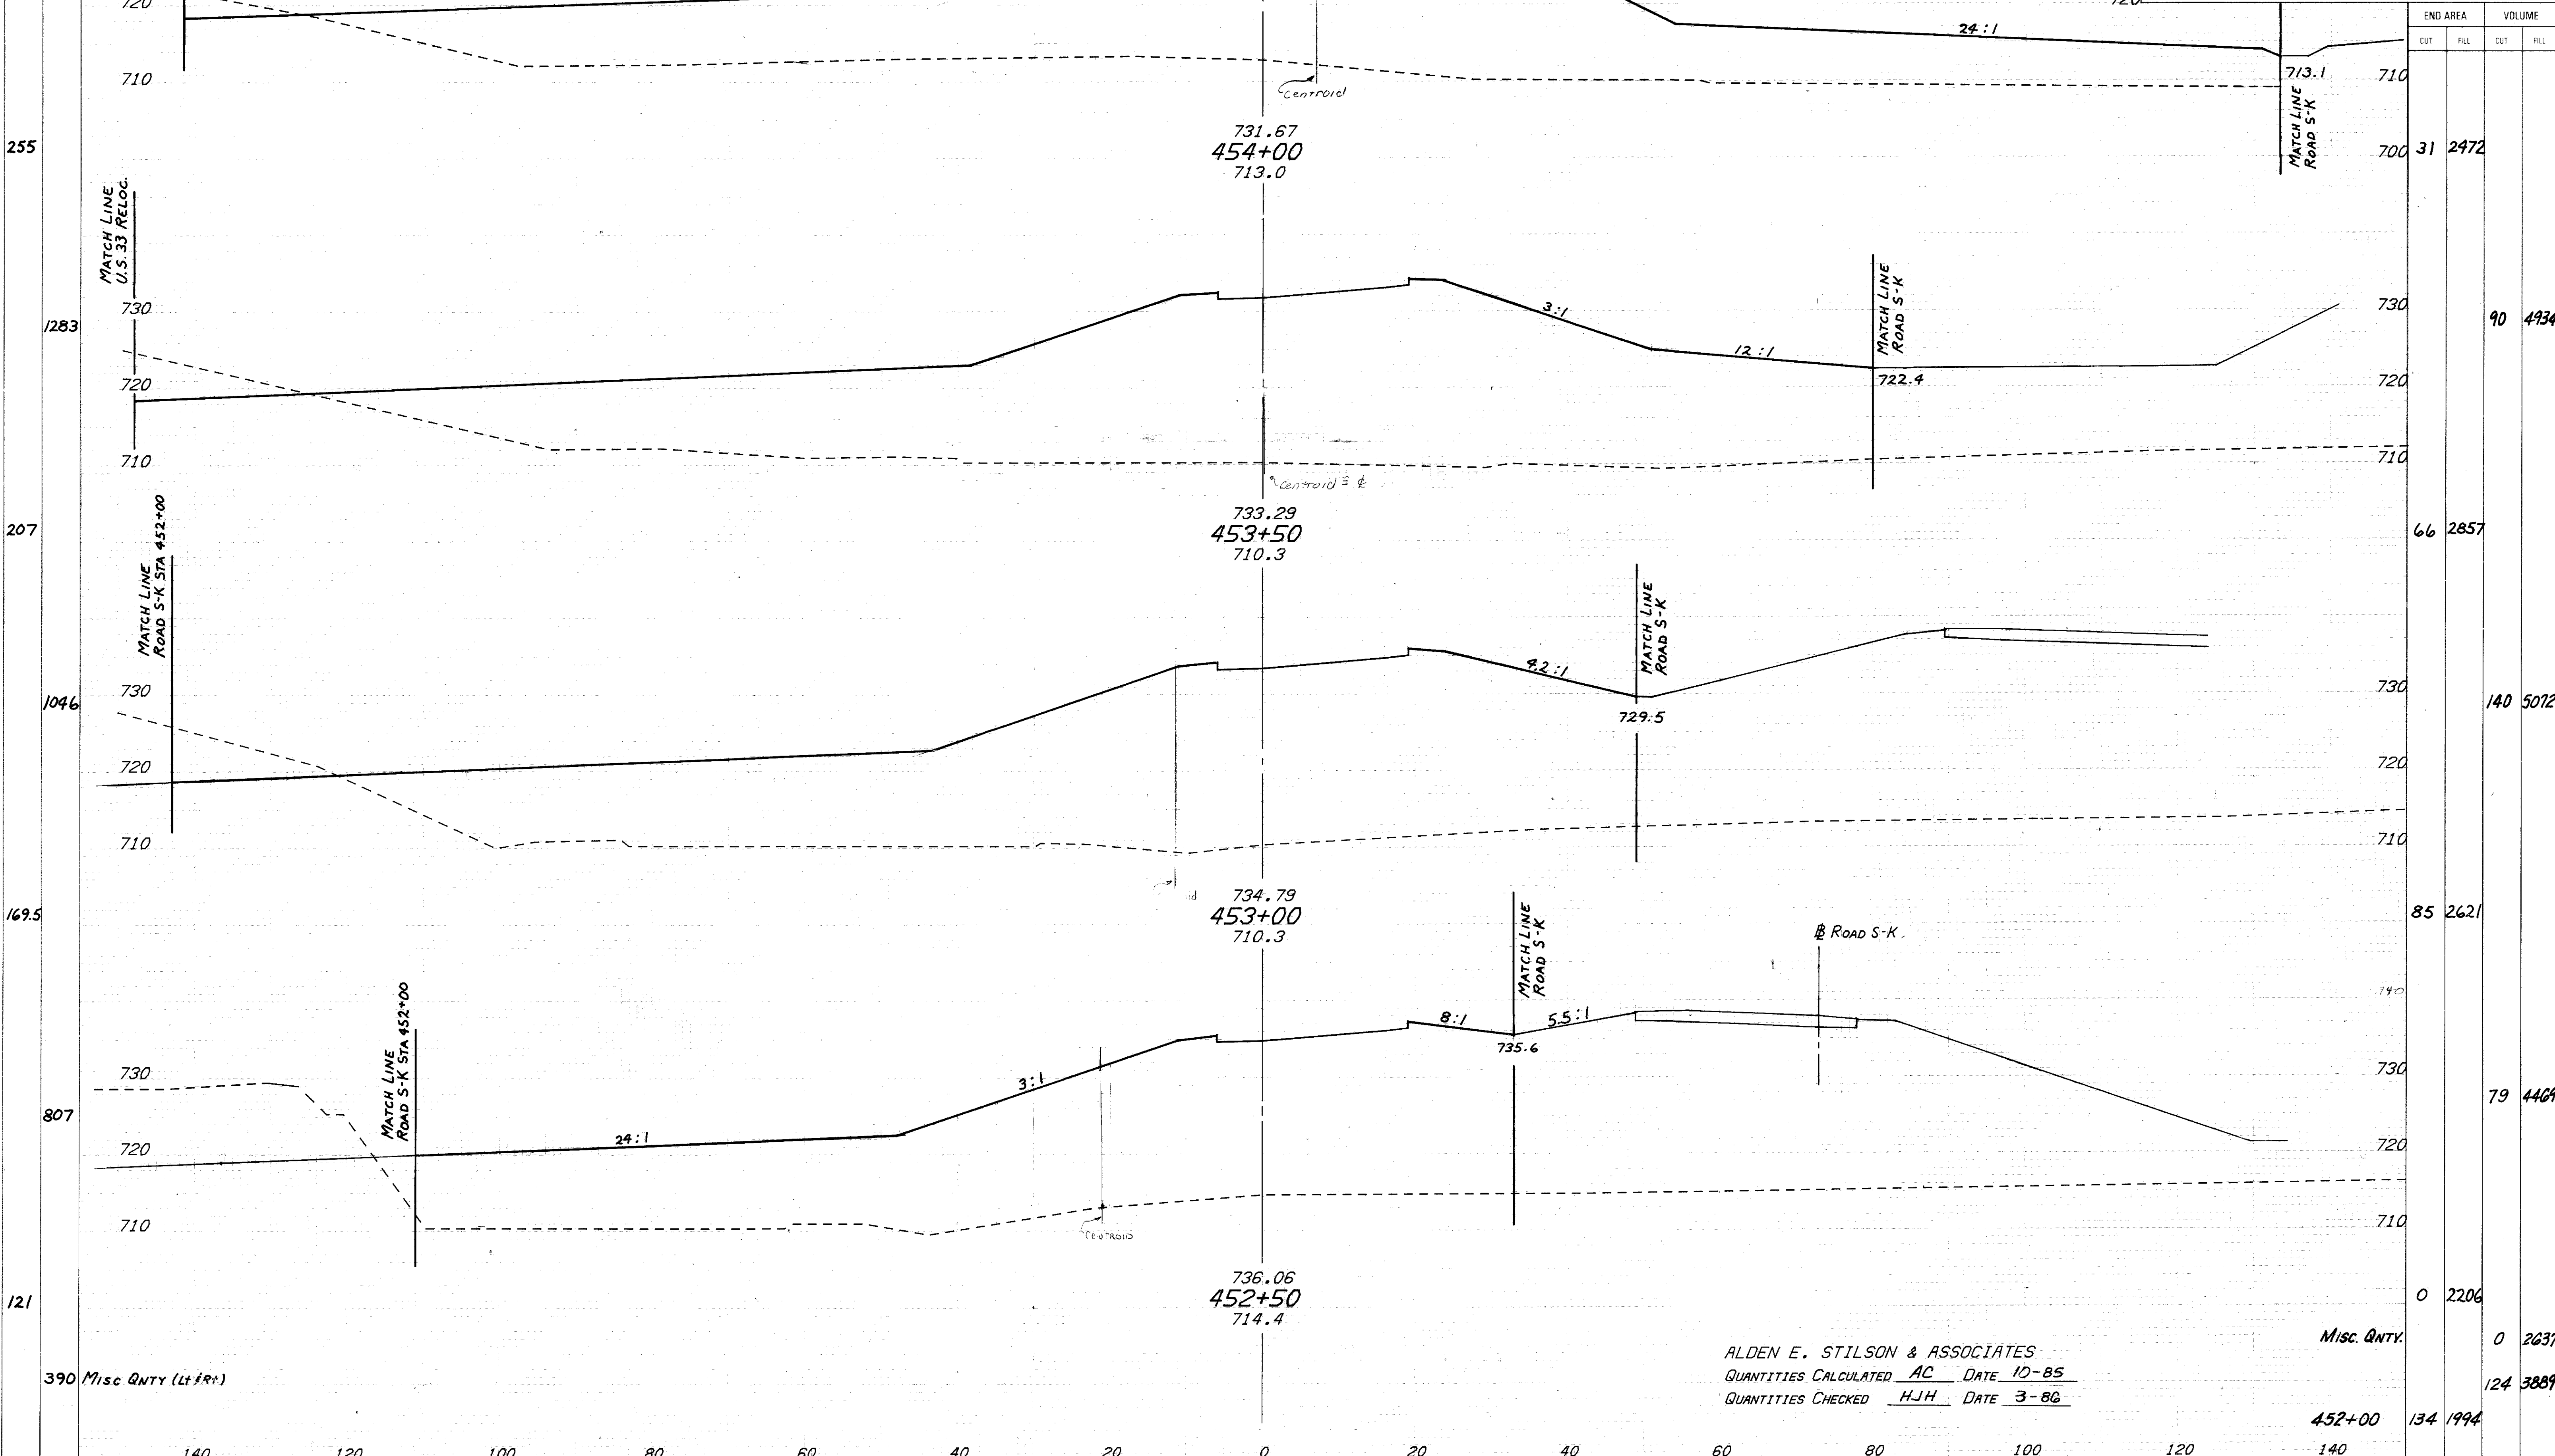 720
24:1
720
END AREA VOLUME
CUT FILL CUT FILL
710
Centroid
713.1
710
MATCH LINE
ROAD S-K
731.67
454+00
713.0
255
700 31 2472
MATCH LINE
U.S. 33 RELOC.
MATCH LINE
ROAD S-K
730
3:1
730
1283
90 4934
12:1
720
722.4
720
710
710
Centroid ≡ ℄
733.29
453+50
710.3
207
66 2857
MATCH LINE
ROAD S-K STA 452+00
MATCH LINE
ROAD S-K
4.2:1
730
730
1046
729.5
140 5072
720
720
710
710
734.79
453+00
710.3
169.5
85 2621
MATCH LINE
ROAD S-K
B ROAD S-K
MATCH LINE
ROAD S-K STA 452+00
740
8:1
5.5:1
735.6
730
3:1
730
807
79 4469
24:1
720
720
710
710
CENTROID
736.06
452+50
714.4
121
0 2206
MISC. QNTY.
0 2637
ALDEN E. STILSON & ASSOCIATES
QUANTITIES CALCULATED AC DATE 10-85
QUANTITIES CHECKED HJH DATE 3-86
390 MISC QNTY (Lt & Rt)
124 3889
452+00 134 1994
140 120 100 80 60 40 20 0 20 40 60 80 100 120 140